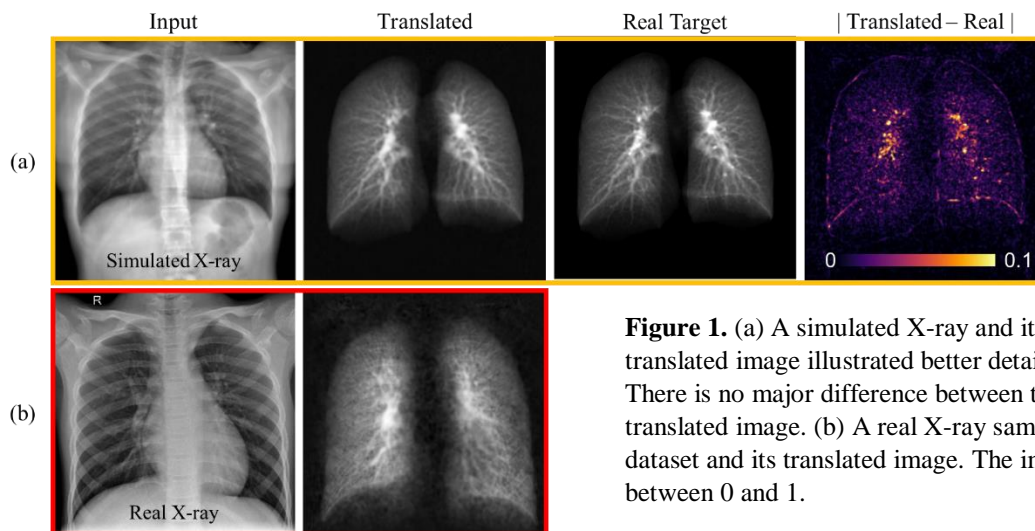 Input Translated Real Target | Translated – Real |
(a)
Simulated X-ray
0 0.1
R
(b)
Real X-ray
Figure 1. (a) A simulated X-ray and it
translated image illustrated better detai
There is no major difference between t
translated image. (b) A real X-ray sam
dataset and its translated image. The in
between 0 and 1.